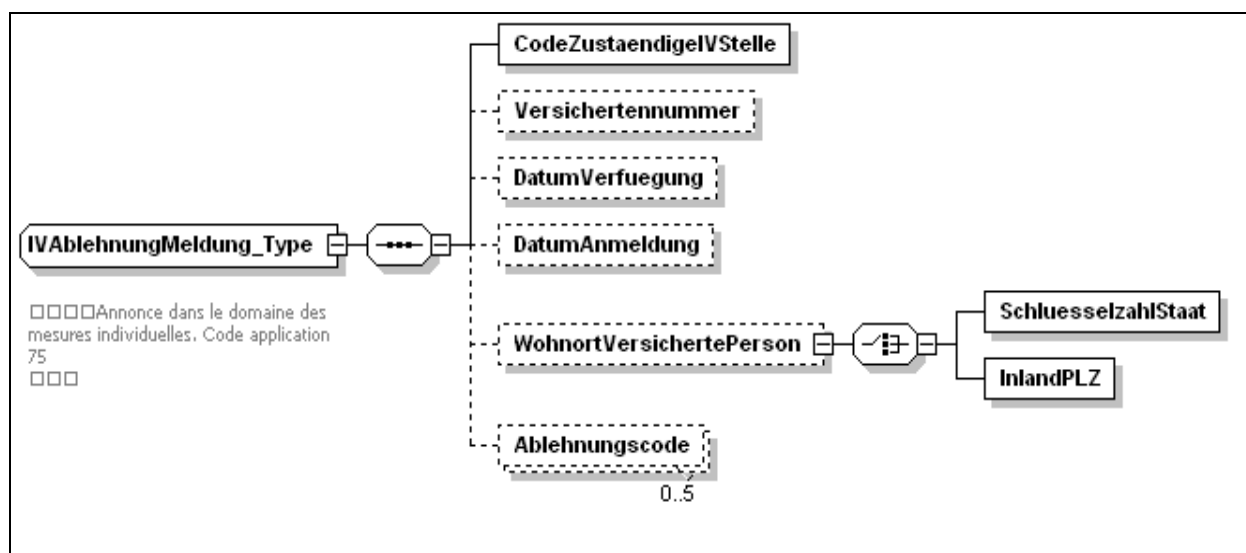 CodeZustaendigeIVStelle
Versichertennummer
DatumVerfuegung
IVAblehnungMeldung_Type
DatumAnmeldung
□□□□Annonce dans le domaine des
mesures individuelles. Code application
75
□□□
WohnortVersichertePerson
SchluesselzahlStaat
InlandPLZ
Ablehnungscode
0..5